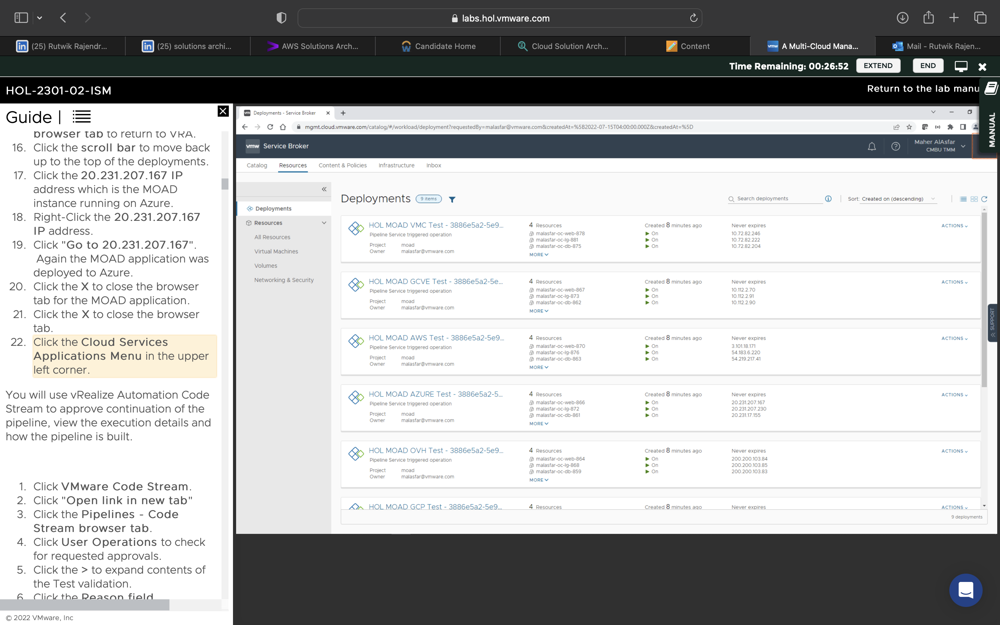 labs.hol.vmware.com
(25) Rutwik Rajendr...
(25) solutions archi...
AWS Solutions Arch...
Candidate Home
Cloud Solution Arch...
Content
vmw A Multi-Cloud Mana...
Mail - Rutwik Rajen...
Time Remaining: 00:26:52
EXTEND
END
HOL-2301-02-ISM
Return to the lab manu
MANUAL
Guide |
browser tab to return to VRA.
16. Click the scroll bar to move back
up to the top of the deployments.
17. Click the 20.231.207.167 IP
address which is the MOAD
instance running on Azure.
18. Right-Click the 20.231.207.167
IP address.
19. Click "Go to 20.231.207.167".
Again the MOAD application was
deployed to Azure.
20. Click the X to close the browser
tab for the MOAD application.
21. Click the X to close the browser
tab.
22. Click the Cloud Services
Applications Menu in the upper
left corner.
You will use vRealize Automation Code
Stream to approve continuation of the
pipeline, view the execution details and
how the pipeline is built.
1. Click VMware Code Stream.
2. Click "Open link in new tab"
3. Click the Pipelines - Code
Stream browser tab.
4. Click User Operations to check
for requested approvals.
5. Click the > to expand contents of
the Test validation.
6. Click the Reason field
© 2022 VMware, Inc
vm Deployments - Service Broker
mgmt.cloud.vmware.com/catalog/#/workload/deployment?requestedBy=malasfar@vmware.com&createdAt=%5B2022-07-15T04:00:00.000Z&createdAt=%5D
vmw Service Broker
Maher AlAsfar
CMBU TMM
Catalog Resources Content & Policies Infrastructure Inbox
Deployments
Resources
All Resources
Virtual Machines
Volumes
Networking & Security
Deployments 9 items
Search deployments
Sort: Created on (descending)
HOL MOAD VMC Test - 3886e5a2-5e9... 4 Resources Created 8 minutes ago Never expires ACTIONS
Pipeline Service triggered operation malasfar-oc-web-878 On 10.72.82.246
malasfar-oc-lg-881 On 10.72.82.222
Project moad malasfar-oc-db-875 On 10.72.82.204
Owner malasfar@vmware.com MORE
HOL MOAD GCVE Test - 3886e5a2-5e... 4 Resources Created 8 minutes ago Never expires ACTIONS
Pipeline Service triggered operation malasfar-oc-web-867 On 10.112.2.70
malasfar-oc-lg-873 On 10.112.2.91
Project moad malasfar-oc-db-862 On 10.112.2.90
Owner malasfar@vmware.com MORE
HOL MOAD AWS Test - 3886e5a2-5e9... 4 Resources Created 8 minutes ago Never expires ACTIONS
Pipeline Service triggered operation malasfar-oc-web-870 On 3.101.18.171
malasfar-oc-lg-876 On 54.183.6.220
Project moad malasfar-oc-db-863 On 54.219.217.41
Owner malasfar@vmware.com MORE
HOL MOAD AZURE Test - 3886e5a2-5... 4 Resources Created 8 minutes ago Never expires ACTIONS
Pipeline Service triggered operation malasfar-oc-web-866 On 20.231.207.167
malasfar-oc-lg-872 On 20.231.207.230
Project moad malasfar-oc-db-861 On 20.231.17.155
Owner malasfar@vmware.com MORE
HOL MOAD OVH Test - 3886e5a2-5e9... 4 Resources Created 8 minutes ago Never expires ACTIONS
Pipeline Service triggered operation malasfar-oc-web-864 On 200.200.103.84
malasfar-oc-lg-868 On 200.200.103.85
Project moad malasfar-oc-db-859 On 200.200.103.83
Owner malasfar@vmware.com MORE
HOL MOAD GCP Test - 3886e5a2-5e9... 4 Resources Created 8 minutes ago Never expires ACTIONS
9 deployments
SUPPORT